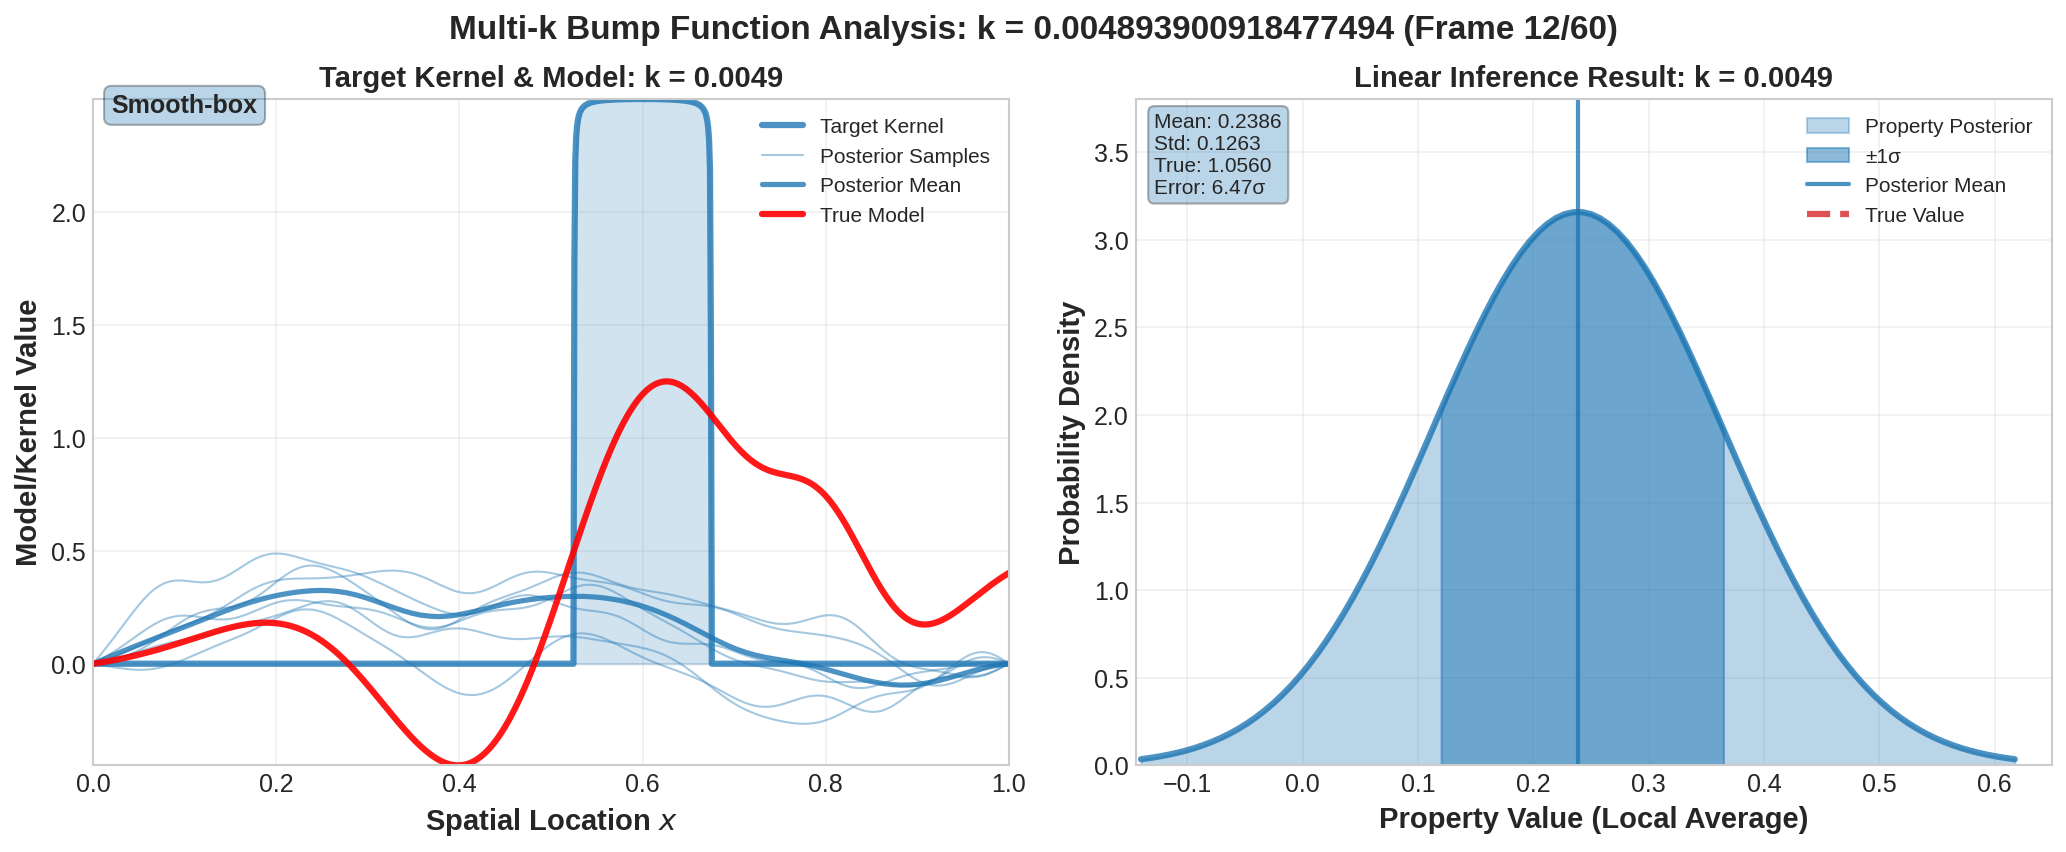 Multi-k Bump Function Analysis: k = 0.004893900918477494 (Frame 12/60)
Target Kernel & Model: k = 0.0049
Smooth-box
Target Kernel
Posterior Samples
Posterior Mean
True Model
2.0
1.5
1.0
0.5
0.0
0.0 0.2 0.4 0.6 0.8 1.0
Model/Kernel Value
Spatial Location x
Linear Inference Result: k = 0.0049
Mean: 0.2386
Std: 0.1263
True: 1.0560
Error: 6.47σ
Property Posterior
±1σ
Posterior Mean
True Value
3.5
3.0
2.5
2.0
1.5
1.0
0.5
0.0
−0.1 0.0 0.1 0.2 0.3 0.4 0.5 0.6
Probability Density
Property Value (Local Average)